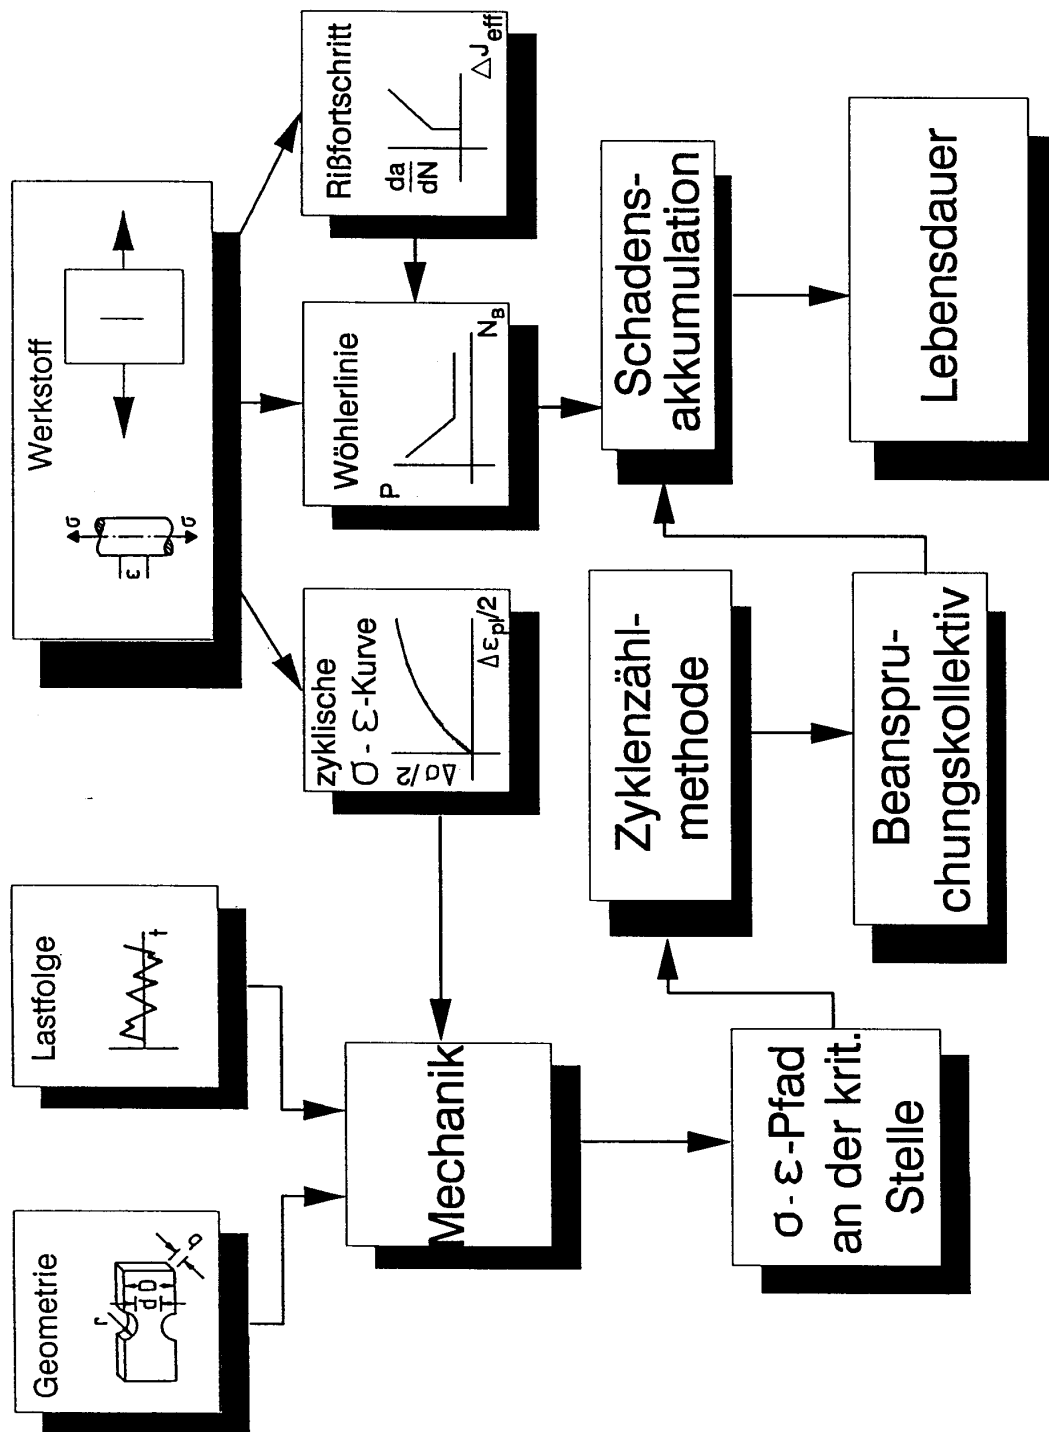 Geometrie
r
d
D
b
Lastfolge
t
Werkstoff
σ
ε
σ
zyklische
σ - ε-Kurve
Δσ/2
Δε_pl/2
Wöhlerlinie
P
N_B
Rißfortschritt
da
dN
ΔJ_eff
Mechanik
Zyklenzähl-
methode
Schadens-
akkumulation
σ-ε-Pfad
an der krit.
Stelle
Beanspru-
chungskollektiv
Lebensdauer